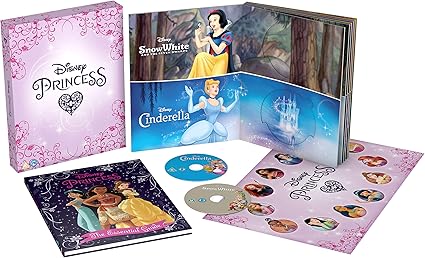 Disney
PRINCESS
Disney
SNOW WHITE
AND THE SEVEN DWARFS
Disney
Cinderella
Disney
Princess
The Essential Guide
Cinderella
SNOW WHITE
Disney
PRINCESS